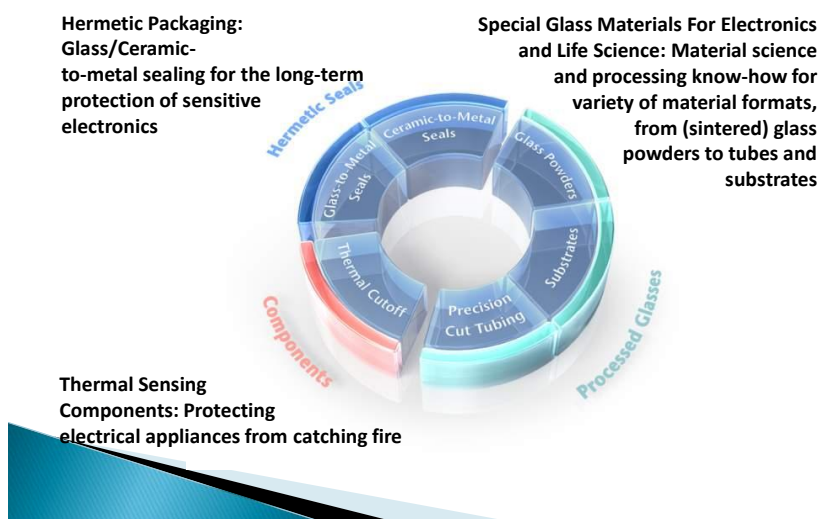 Hermetic Packaging:
Glass/Ceramic-
to-metal sealing for the long-term
protection of sensitive
electronics
Special Glass Materials For Electronics
and Life Science: Material science
and processing know-how for
variety of material formats,
from (sintered) glass
powders to tubes and
substrates
Hermetic Seals
Ceramic-to-Metal
Seals
Glass-to-Metal
Seals
Glass Powders
Substrates
Precision
Cut Tubing
Thermal Cutoff
Components
Processed Glasses
Thermal Sensing
Components: Protecting
electrical appliances from catching fire